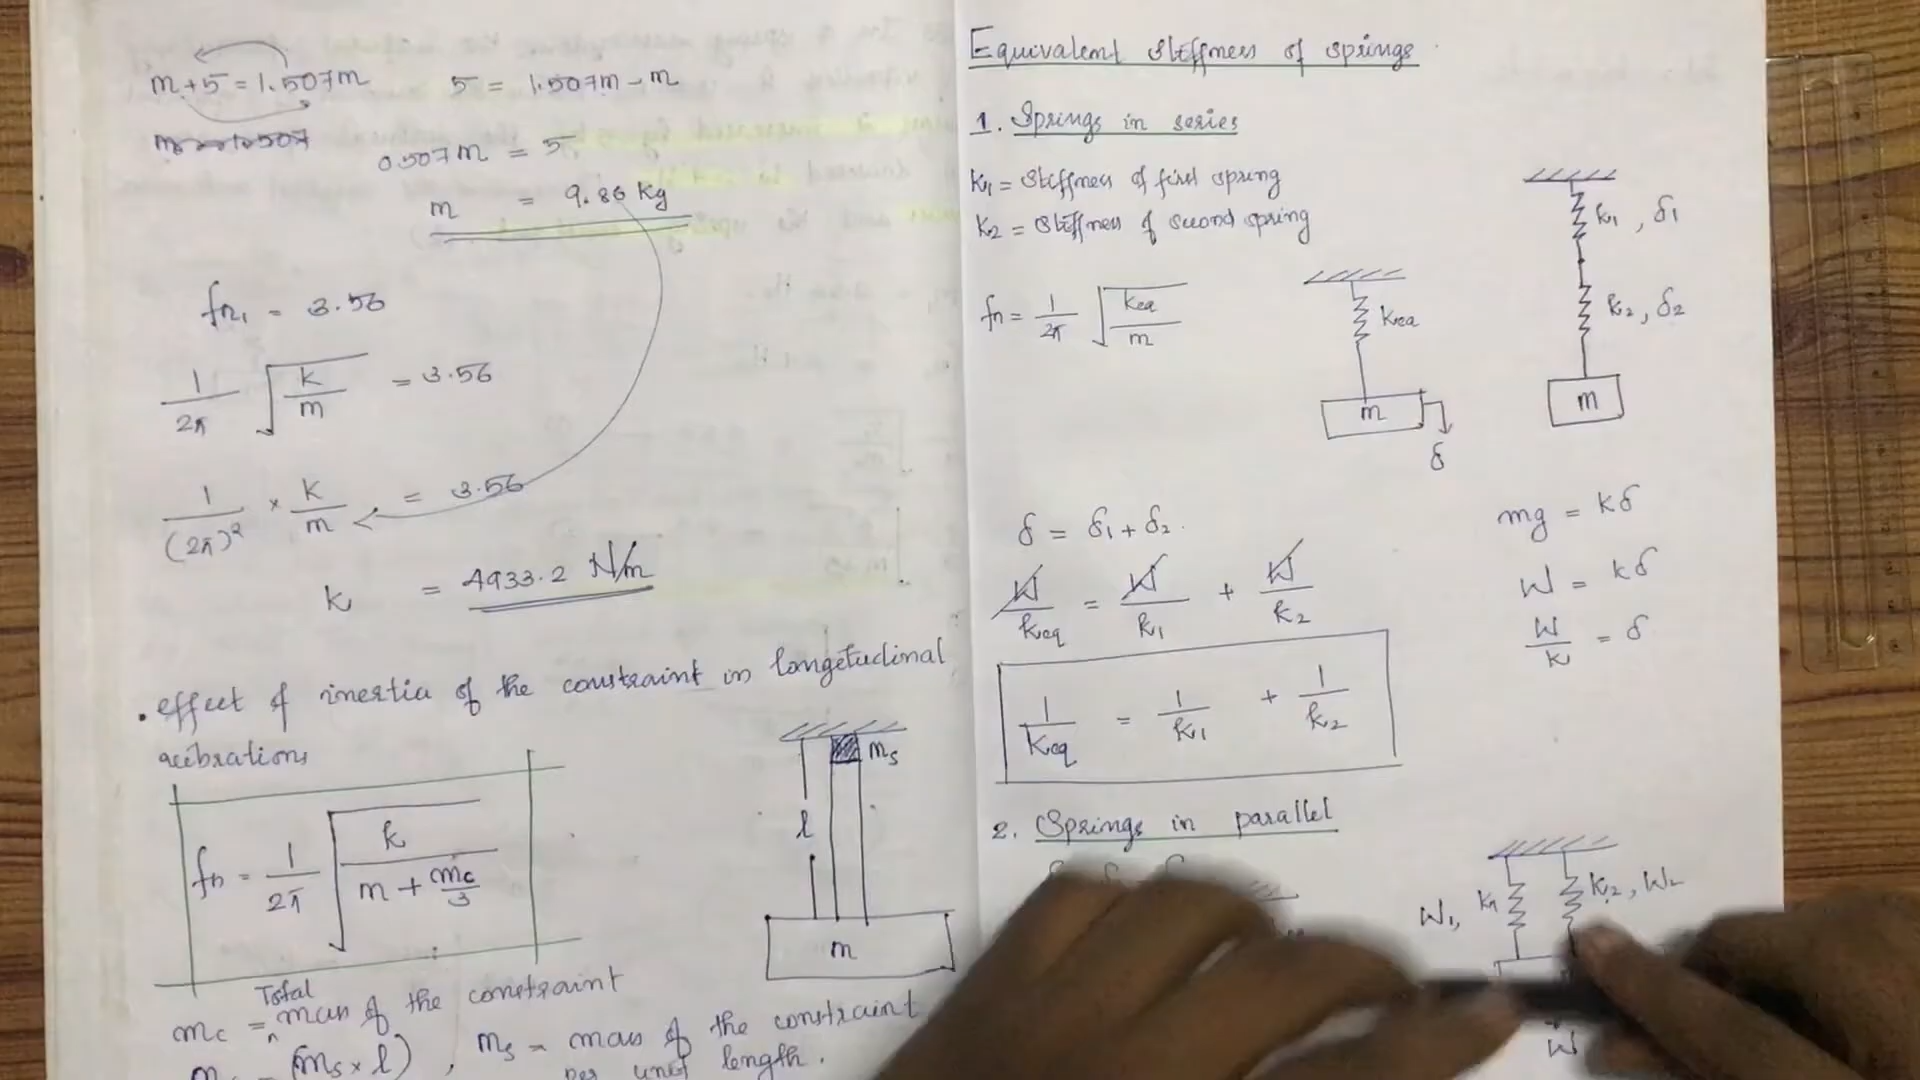 m+5 = 1.507m    5 = 1.507m - m
0.507m = 5
m = 9.86 Kg
fn₁ = 3.56
1/2π √(k/m) = 3.56
1/(2π)² × k/m = 3.56
k = 4933.2 N/m
. effect of inertia of the constraint in longetudinal
vibrations
mₛ
l
fn = 1/2π √(k/(m + mc/3))
m
Total
mc = mass of the constraint
(mₛ × l) , mₛ = mass of the constraint
per unit length.
Equivalent stiffness of springs
1. Springs in series
k₁ = stiffness of first spring
k₂ = stiffness of second spring
k₁ , δ₁
k₂ , δ₂
m
fn = 1/2π √(keq/m)
keq
m
δ
δ = δ₁ + δ₂
W/keq = W/k₁ + W/k₂
1/keq = 1/k₁ + 1/k₂
mg = kδ
W = kδ
W/k = δ
2. Springs in parallel
W₁, k₁
k₂, W₂
W